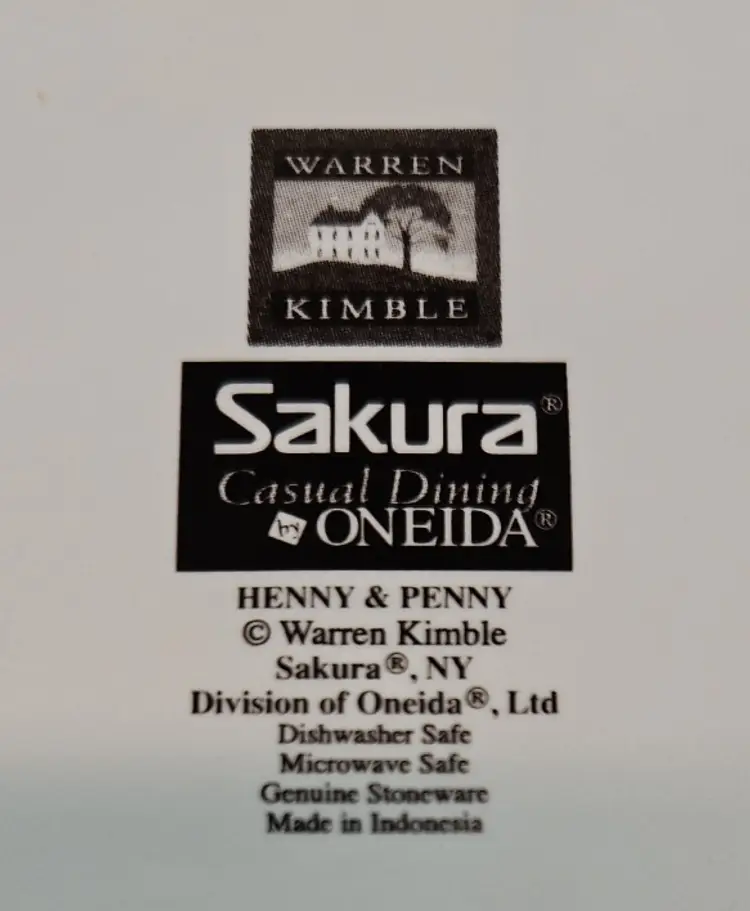 WARREN
KIMBLE
Sakura®
Casual Dining
by ONEIDA®
HENNY & PENNY
© Warren Kimble
Sakura®, NY
Division of Oneida®, Ltd
Dishwasher Safe
Microwave Safe
Genuine Stoneware
Made in Indonesia